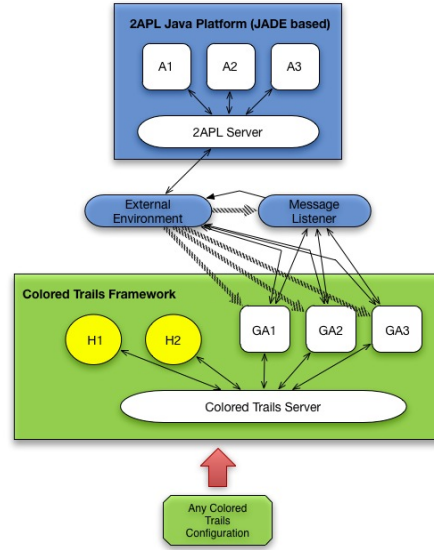 2APL Java Platform (JADE based)
A1
A2
A3
2APL Server
External
Environment
Message
Listener
Colored Trails Framework
H1
H2
GA1
GA2
GA3
Colored Trails Server
Any Colored
Trails
Configuration